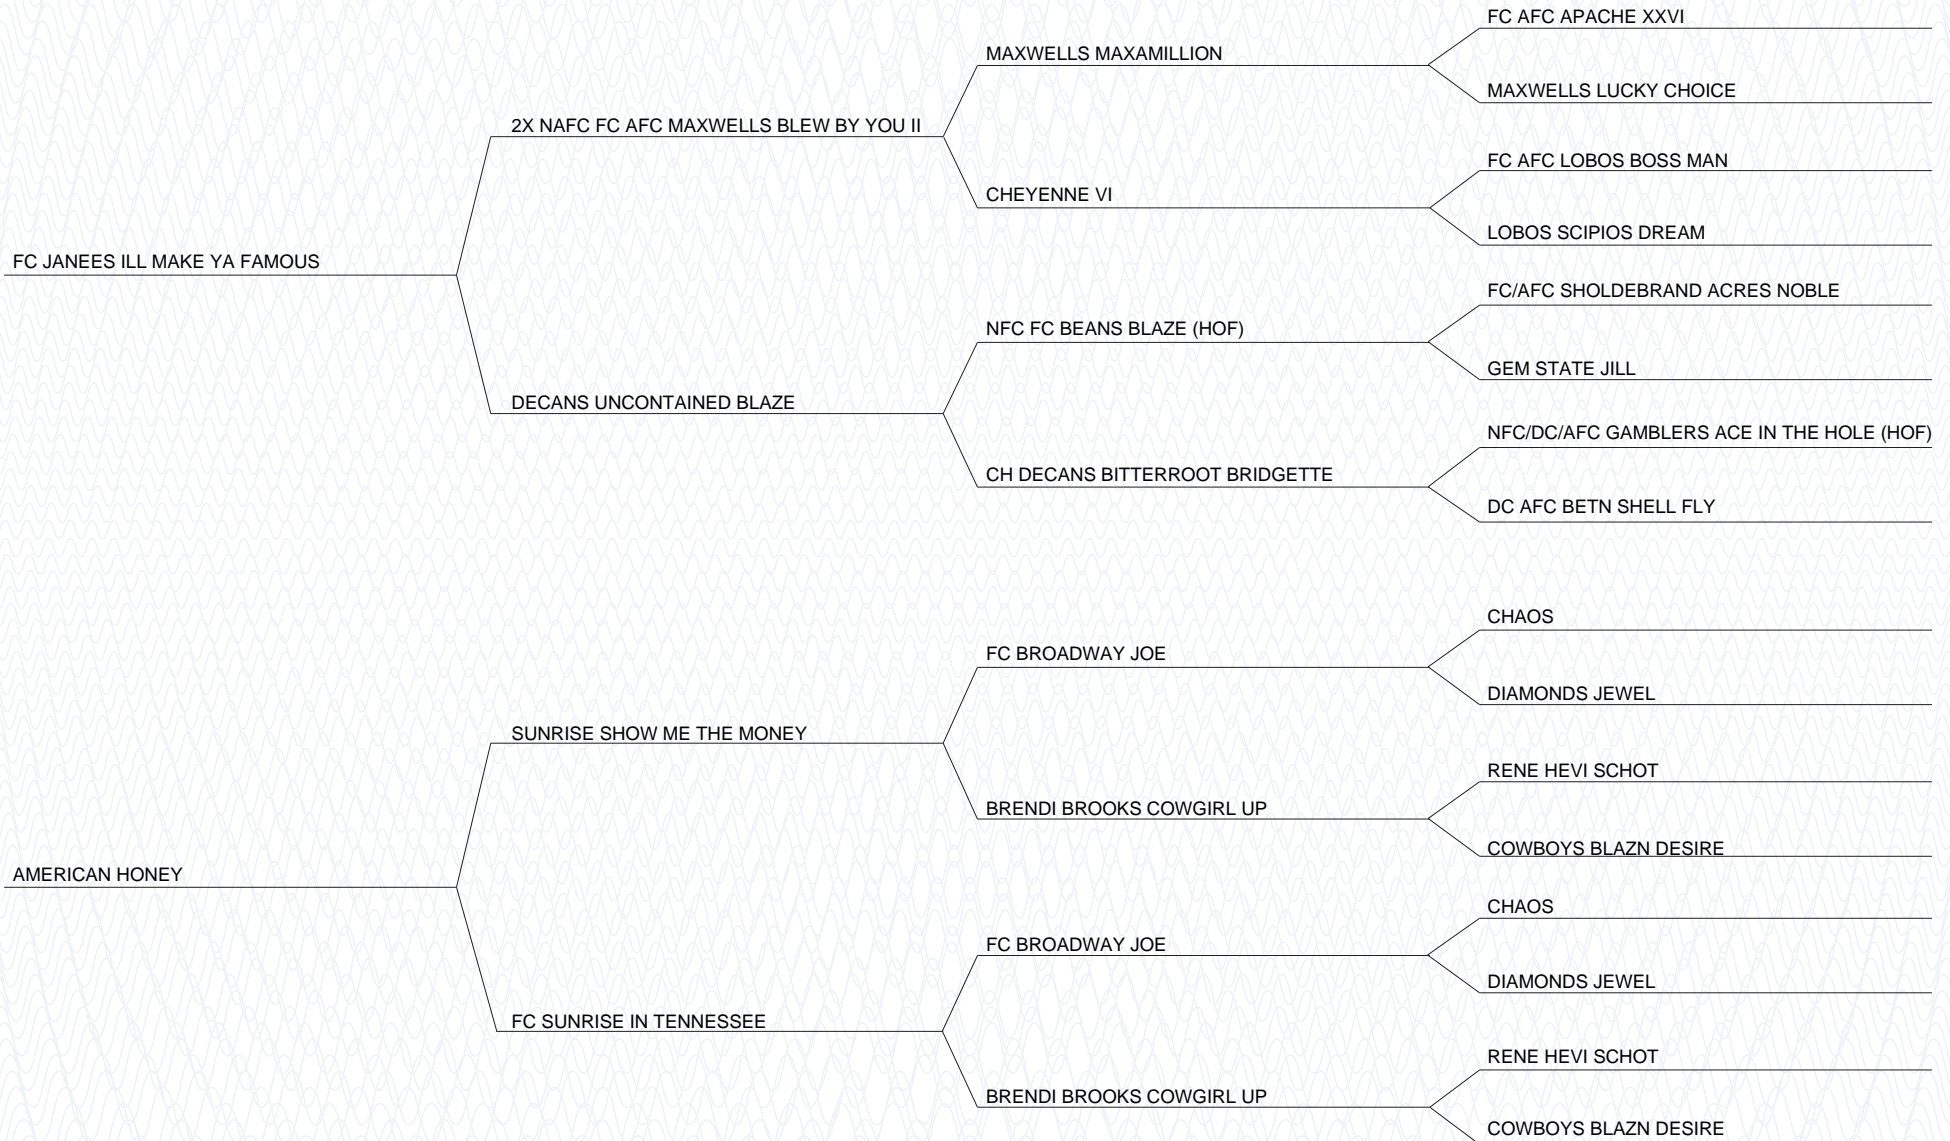 FC AFC APACHE XXVI
MAXWELLS MAXAMILLION
MAXWELLS LUCKY CHOICE
2X NAFC FC AFC MAXWELLS BLEW BY YOU II
FC AFC LOBOS BOSS MAN
CHEYENNE VI
LOBOS SCIPIOS DREAM
FC JANEES ILL MAKE YA FAMOUS
FC/AFC SHOLDEBRAND ACRES NOBLE
NFC FC BEANS BLAZE (HOF)
GEM STATE JILL
DECANS UNCONTAINED BLAZE
NFC/DC/AFC GAMBLERS ACE IN THE HOLE (HOF)
CH DECANS BITTERROOT BRIDGETTE
DC AFC BETN SHELL FLY
CHAOS
FC BROADWAY JOE
DIAMONDS JEWEL
SUNRISE SHOW ME THE MONEY
RENE HEVI SCHOT
BRENDI BROOKS COWGIRL UP
COWBOYS BLAZN DESIRE
AMERICAN HONEY
CHAOS
FC BROADWAY JOE
DIAMONDS JEWEL
FC SUNRISE IN TENNESSEE
RENE HEVI SCHOT
BRENDI BROOKS COWGIRL UP
COWBOYS BLAZN DESIRE